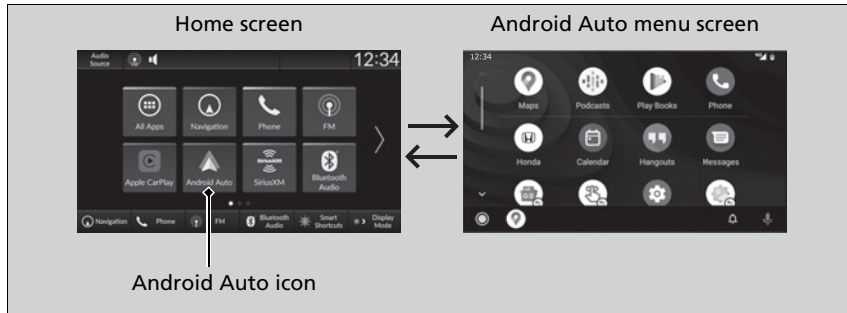 Home screen
Android Auto menu screen
Audio
Source
12:34
All Apps
Navigation
Phone
FM
Apple CarPlay
Android Auto
SiriusXM
SiriusXM
Bluetooth
Audio
Navigation
Phone
FM
Bluetooth
Audio
Smart
Shortcuts
Display
Mode
12:34
4G
Maps
Podcasts
Play Books
Phone
Honda
Calendar
Hangouts
Messages
Android Auto icon